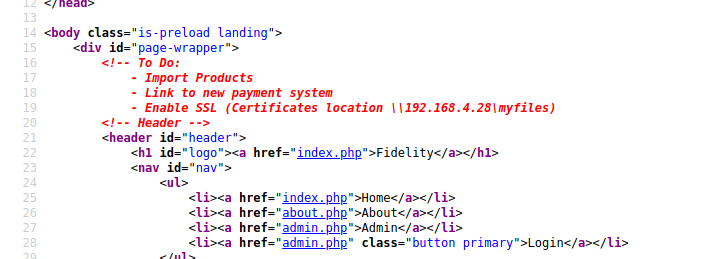 12 </head>
13
14 <body class="is-preload landing">
15     <div id="page-wrapper">
16         <!-- To Do:
17             - Import Products
18             - Link to new payment system
19             - Enable SSL (Certificates location \\192.168.4.28\myfiles)
20         <!-- Header -->
21         <header id="header">
22             <h1 id="logo"><a href="index.php">Fidelity</a></h1>
23             <nav id="nav">
24                 <ul>
25                     <li><a href="index.php">Home</a></li>
26                     <li><a href="about.php">About</a></li>
27                     <li><a href="admin.php">Admin</a></li>
28                     <li><a href="admin.php" class="button primary">Login</a></li>
29                 </ul>